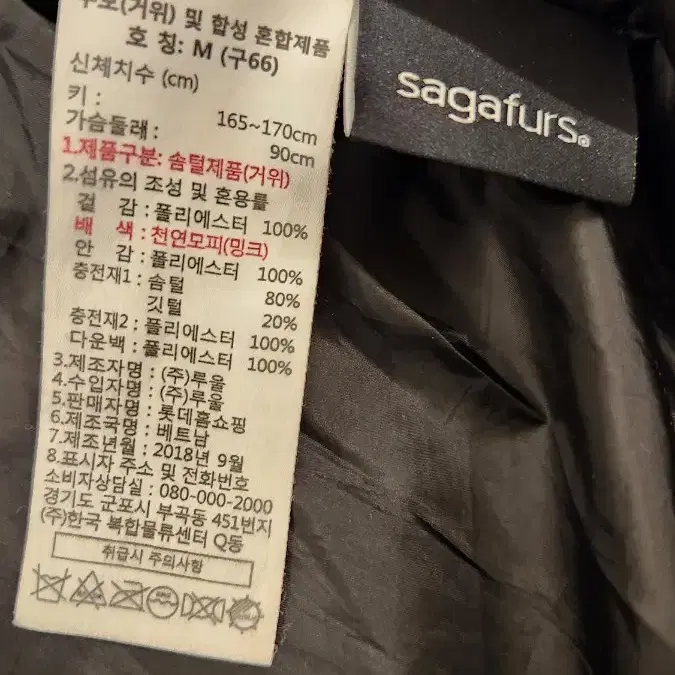 (거위) 및 합성 혼합제품
호 칭: M (구66)
신체치수 (cm)
키 : 165~170cm
가슴둘레 : 90cm
1.제품구분: 솜털제품(거위)
2.섬유의 조성 및 혼용률
겉 감 : 폴리에스터 100%
배 색 : 천연모피(밍크)
안 감 : 폴리에스터 100%
충전재1 : 솜털 80%
깃털 20%
충전재2 : 폴리에스터 100%
다운백 : 폴리에스터 100%
3.제조자명 : (주)루울
4.수입자명 : (주)루울
5.판매자명 : 롯데홈쇼핑
6.제조국명 : 베트남
7.제조년월 : 2018년 9월
8.표시자 주소 및 전화번호
소비자상담실 : 080-000-2000
경기도 군포시 부곡동 451번지
(주)한국 복합물류센터 Q동
취급시 주의사항
sagafurs